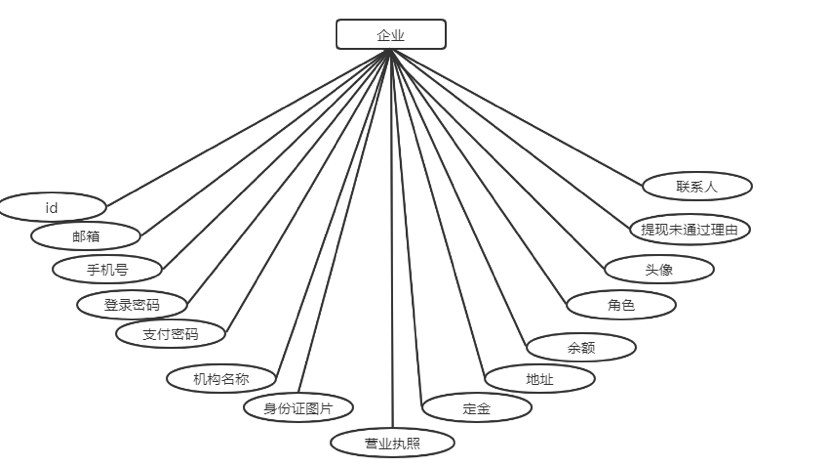 企业
id
邮箱
手机号
登录密码
支付密码
机构名称
身份证图片
营业执照
定金
地址
余额
角色
头像
提现未通过理由
联系人